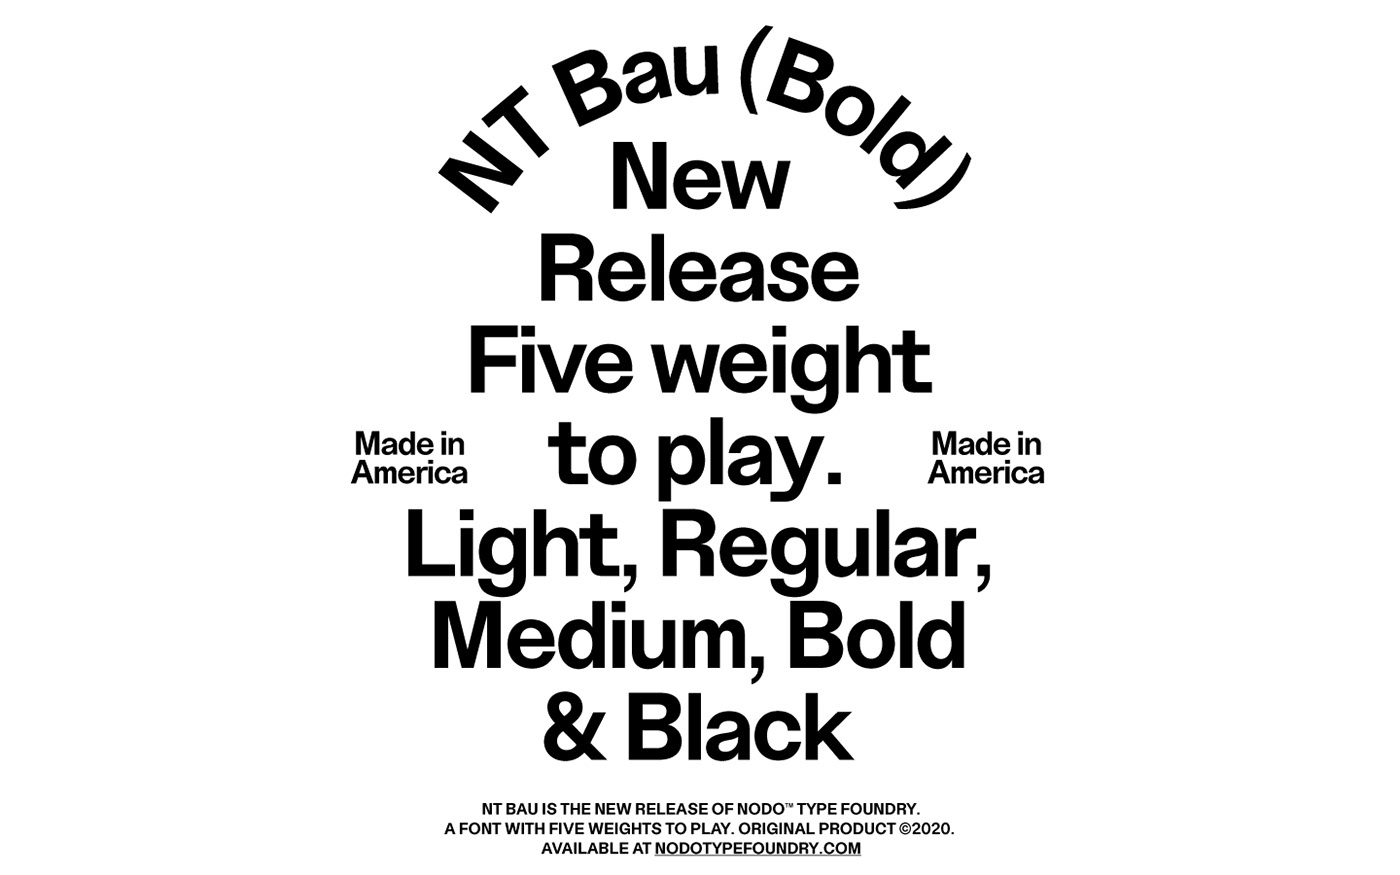 NT Bau (Bold)
New
Release
Five weight
to play.
Made in
America
Made in
America
Light, Regular,
Medium, Bold
& Black
NT BAU IS THE NEW RELEASE OF NODO™ TYPE FOUNDRY.
A FONT WITH FIVE WEIGHTS TO PLAY. ORIGINAL PRODUCT ©2020.
AVAILABLE AT NODOTYPEFOUNDRY.COM